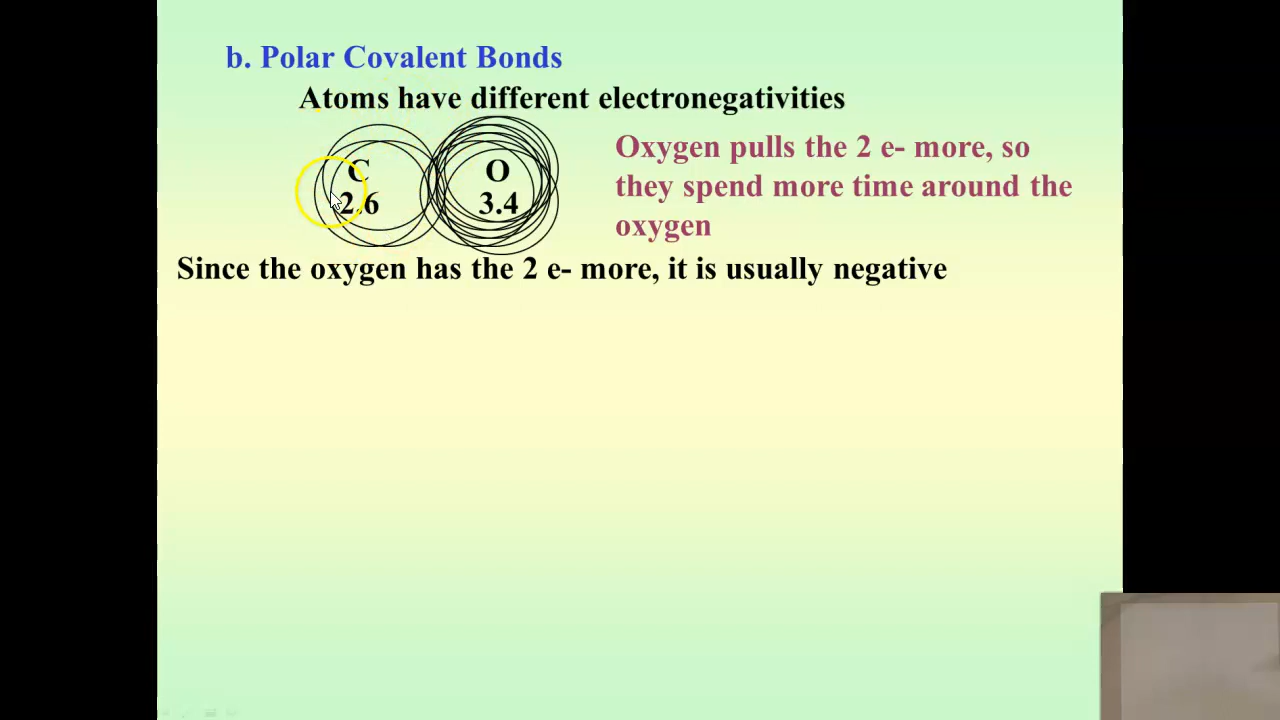 b. Polar Covalent Bonds
Atoms have different electronegativities
C
O
2.6
3.4
Oxygen pulls the 2 e- more, so
they spend more time around the
oxygen
Since the oxygen has the 2 e- more, it is usually negative